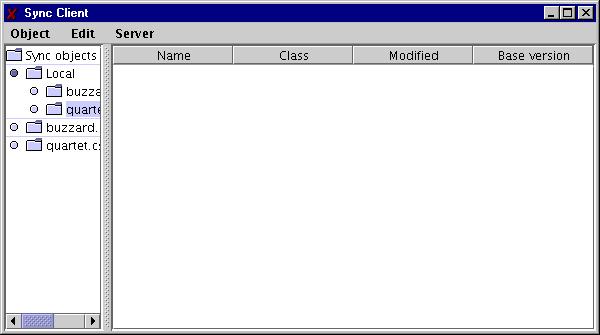 Sync Client
Object Edit Server
Sync objects Name Class Modified Base version
Local
buzza
quarte
buzzard.
quartet.cs